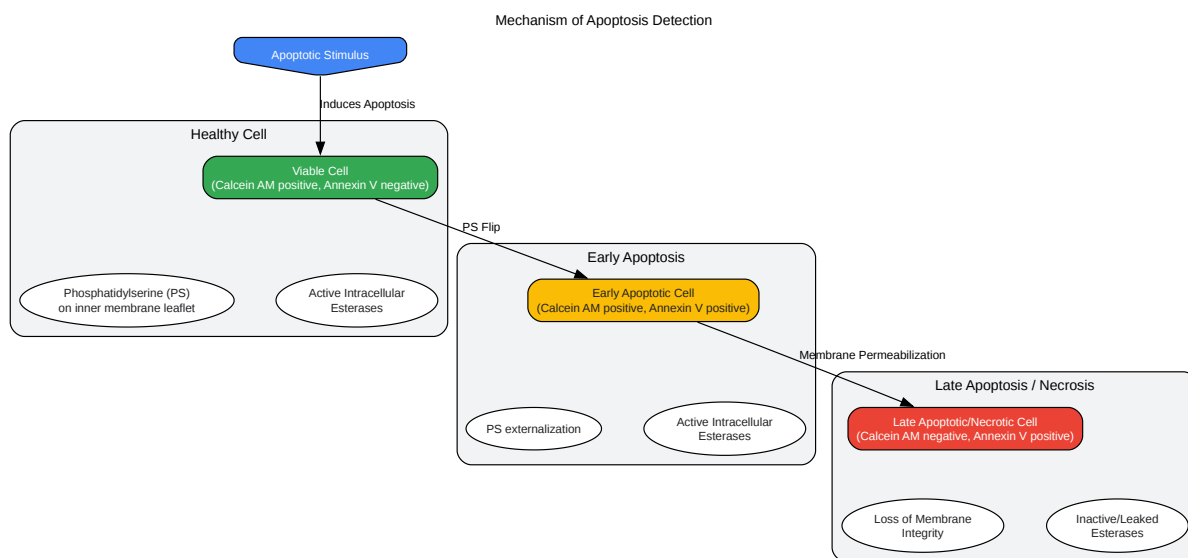 Mechanism of Apoptosis Detection
Apoptotic Stimulus
Induces Apoptosis
Healthy Cell
Viable Cell
(Calcein AM positive, Annexin V negative)
PS Flip
Phosphatidylserine (PS)
on inner membrane leaflet
Active Intracellular
Esterases
Early Apoptosis
Early Apoptotic Cell
(Calcein AM positive, Annexin V positive)
Membrane Permeabilization
PS externalization
Active Intracellular
Esterases
Late Apoptosis / Necrosis
Late Apoptotic/Necrotic Cell
(Calcein AM negative, Annexin V positive)
Loss of Membrane
Integrity
Inactive/Leaked
Esterases